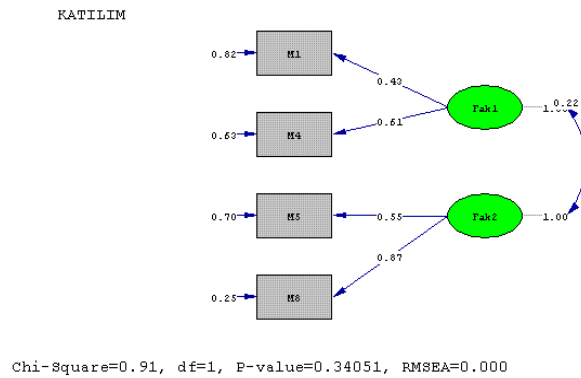 KATILIM
0.82 M1
0.43
Fak1 0.22
0.61
0.63 M4
0.70 M5 0.55 Fak2 1.00
0.87
0.25 M8
Chi-Square=0.91, df=1, P-value=0.34051, RMSEA=0.000